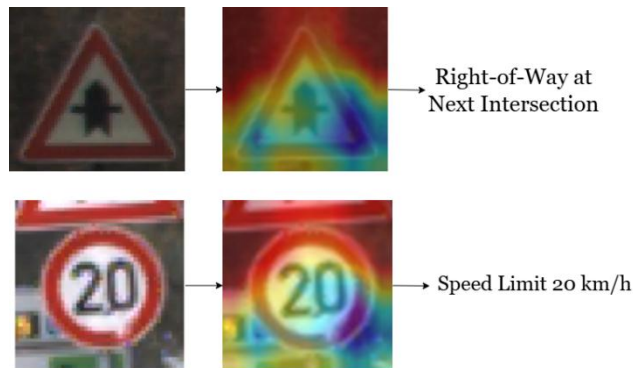 Right-of-Way at
Next Intersection
20
20
Speed Limit 20 km/h